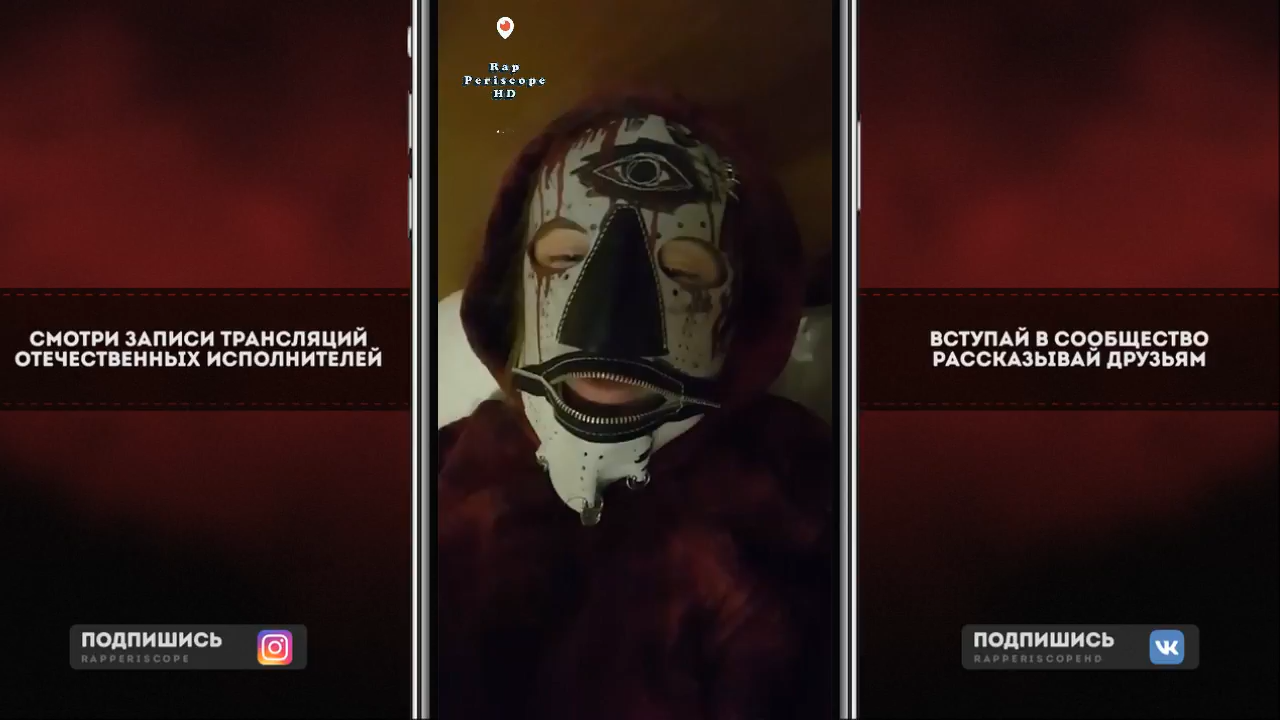 Rap
Periscope
HD
СМОТРИ ЗАПИСИ ТРАНСЛЯЦИЙ
ОТЕЧЕСТВЕННЫХ ИСПОЛНИТЕЛЕЙ
ВСТУПАЙ В СООБЩЕСТВО
РАССКАЗЫВАЙ ДРУЗЬЯМ
ПОДПИШИСЬ
RAPPERISCOPE
ПОДПИШИСЬ
RAPPERISCOPEHD